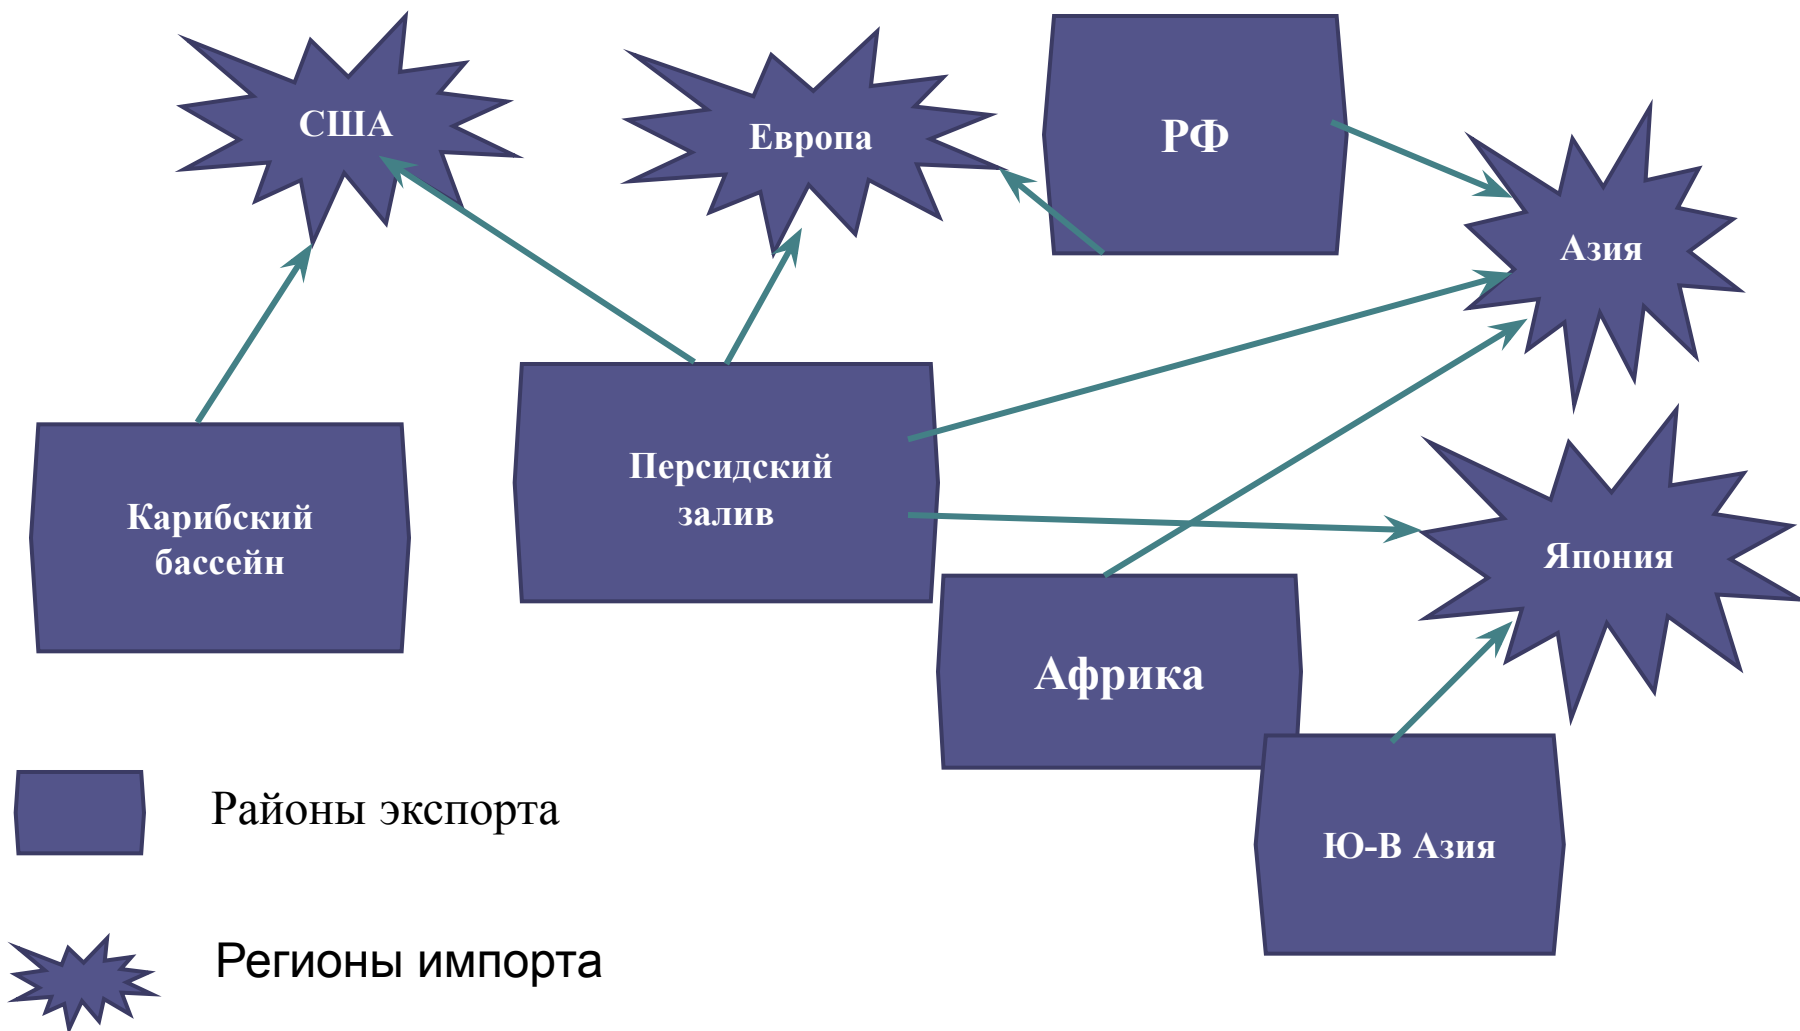 США
Европа
РФ
Азия
Персидский
залив
Карибский
бассейн
Япония
Африка
Районы экспорта
Ю-В Азия
Регионы импорта